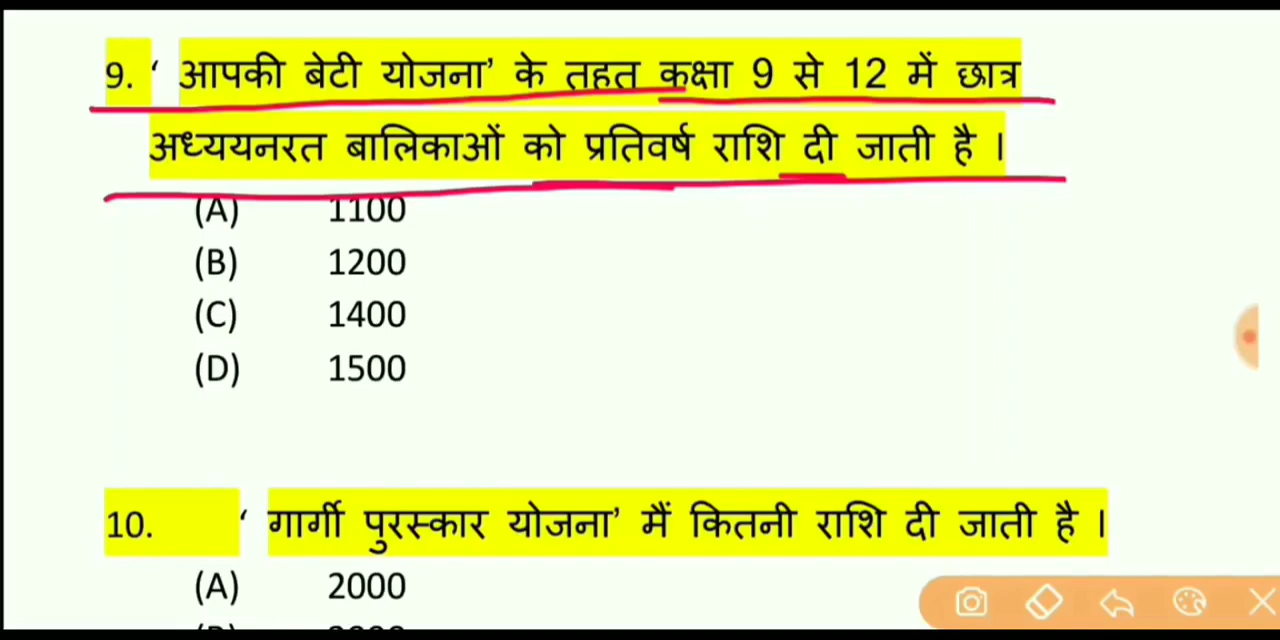 9. ‘ आपकी बेटी योजना’ के तहत कक्षा 9 से 12 में छात्र
अध्ययनरत बालिकाओं को प्रतिवर्ष राशि दी जाती है ।
(A) 1100
(B) 1200
(C) 1400
(D) 1500
10. ‘ गार्गी पुरस्कार योजना’ मैं कितनी राशि दी जाती है ।
(A) 2000